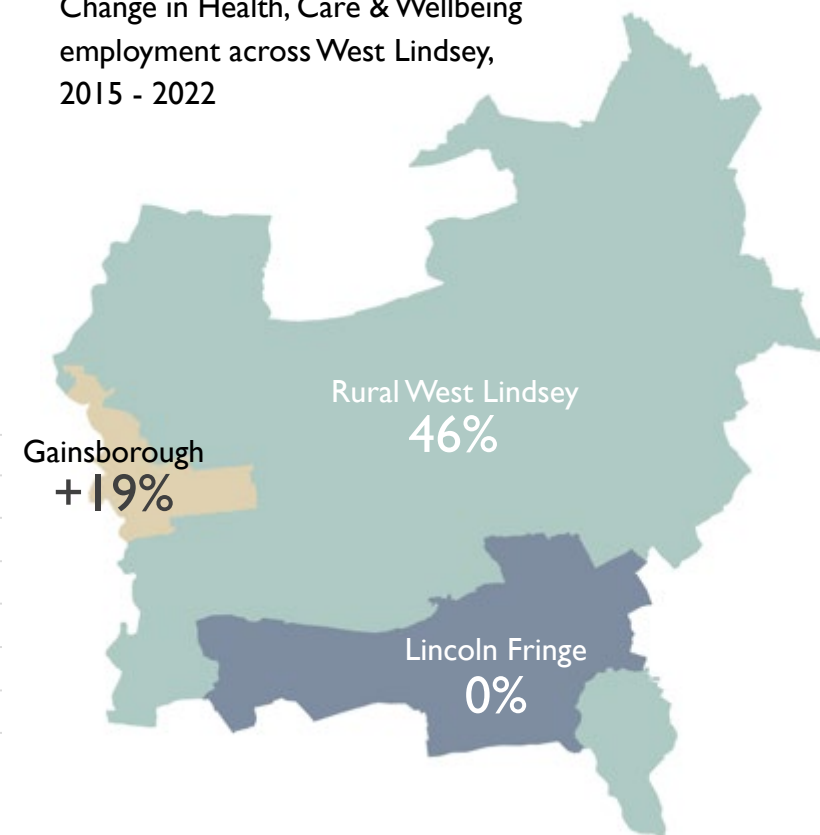 Change in Health, Care & Wellbeing
employment across West Lindsey,
2015 - 2022
Rural West Lindsey
46%
Gainsborough
+19%
Lincoln Fringe
0%